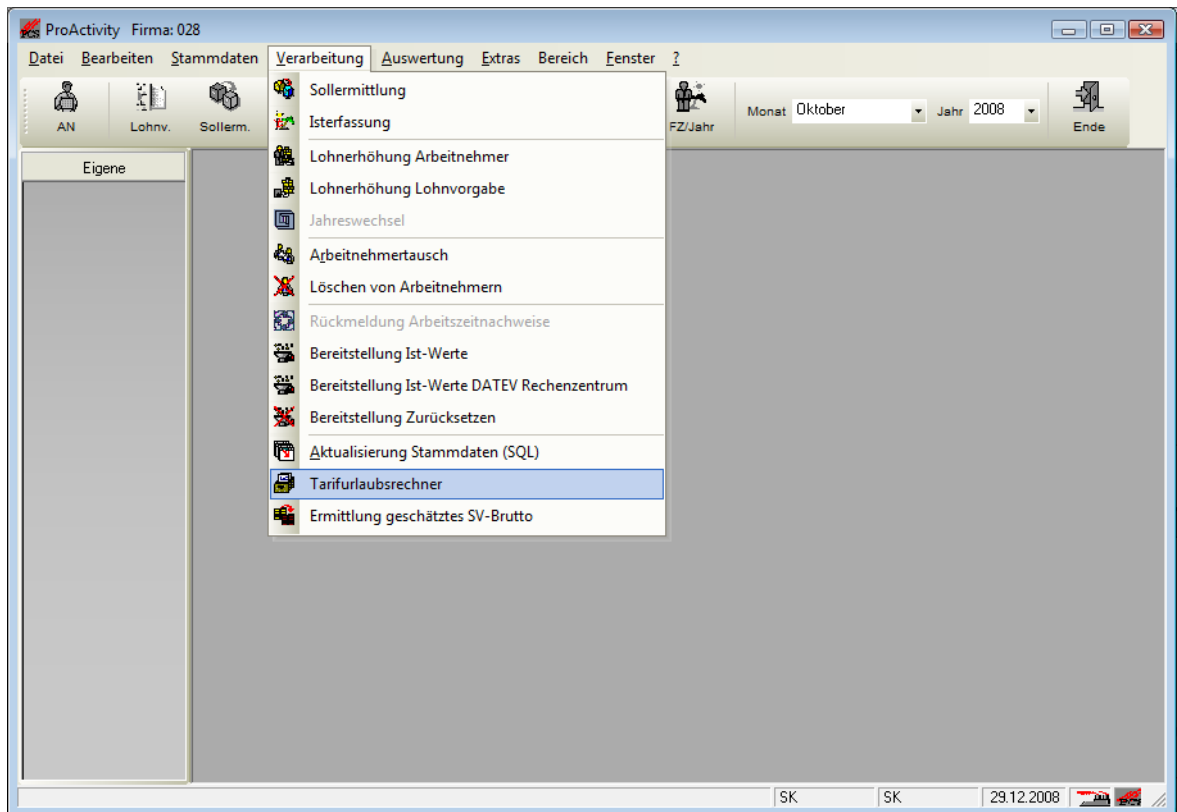 ProActivity Firma: 028
Datei Bearbeiten Stammdaten Verarbeitung Auswertung Extras Bereich Fenster ?
AN Lohnv. Sollerm. FZ/Jahr Monat Oktober Jahr 2008 Ende
Eigene
Sollermittlung
Isterfassung
Lohnerhöhung Arbeitnehmer
Lohnerhöhung Lohnvorgabe
Jahreswechsel
Arbeitnehmertausch
Löschen von Arbeitnehmern
Rückmeldung Arbeitszeitnachweise
Bereitstellung Ist-Werte
Bereitstellung Ist-Werte DATEV Rechenzentrum
Bereitstellung Zurücksetzen
Aktualisierung Stammdaten (SQL)
Tarifurlaubsrechner
Ermittlung geschätztes SV-Brutto
SK SK 29.12.2008